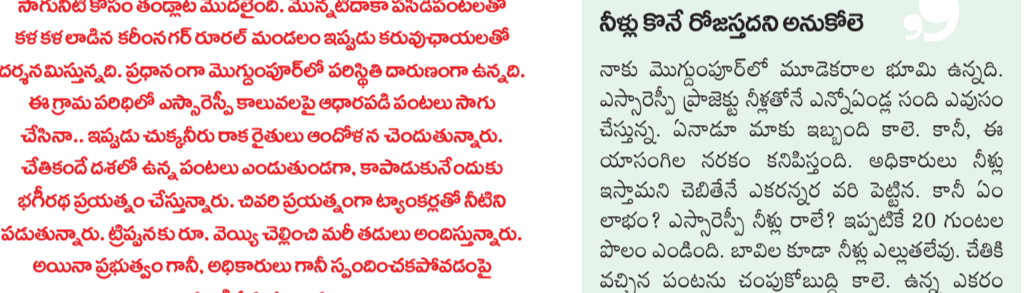 సాగునీటి కోసం తండ్లాట మొదలైంది. మొన్నటిదాకా పసిడిపంటలతో
కళ కళ లాడిన కరీంనగర్ రూరల్ మండలం ఇప్పుడు కరువుఛాయలతో
దర్శనమిస్తున్నది. ప్రధానంగా మొగ్దుంపూర్‌లో పరిస్థితి దారుణంగా ఉన్నది.
ఈ గ్రామ పరిధిలో ఎస్సారెస్పీ కాలువలపై ఆధారపడి పంటలు సాగు
చేసినా.. ఇప్పుడు చుక్కనీరు రాక రైతులు ఆందోళన చెందుతున్నారు.
చేతికందే దశలో ఉన్న పంటలు ఎండుతుండగా, కాపాడుకునేందుకు
భగీరథ ప్రయత్నం చేస్తున్నారు. చివరి ప్రయత్నంగా ట్యాంకర్లతో నీటిని
పడుతున్నారు. ట్రిప్పునకు రూ. వెయ్యి చెల్లించి మరీ తడులు అందిస్తున్నారు.
అయినా ప్రభుత్వం గానీ, అధికారులు గానీ స్పందించకపోవడంపై
నీళ్లు కొనే రోజస్తదని అనుకోలె
నాకు మొగ్దుంపూర్‌లో మూడెకరాల భూమి ఉన్నది.
ఎస్సారెస్పీ ప్రాజెక్టు నీళ్లతోనే ఎన్నోఏండ్ల సంది ఎవుసం
చేస్తున్న. ఏనాడూ మాకు ఇబ్బంది కాలె. కానీ, ఈ
యాసంగిల నరకం కనిపిస్తంది. అధికారులు నీళ్లు
ఇస్తామని చెబితేనే ఎకరన్నర వరి పెట్టిన. కానీ ఏం
లాభం? ఎస్సారెస్పీ నీళ్లు రాలే? ఇప్పటికే 20 గుంటల
పొలం ఎండింది. బావిల కూడా నీళ్లు ఎల్లుతలేవు. చేతికి
వచ్చిన పంటను చంపుకోబుద్ధి కాలె. ఉన్న ఎకరం